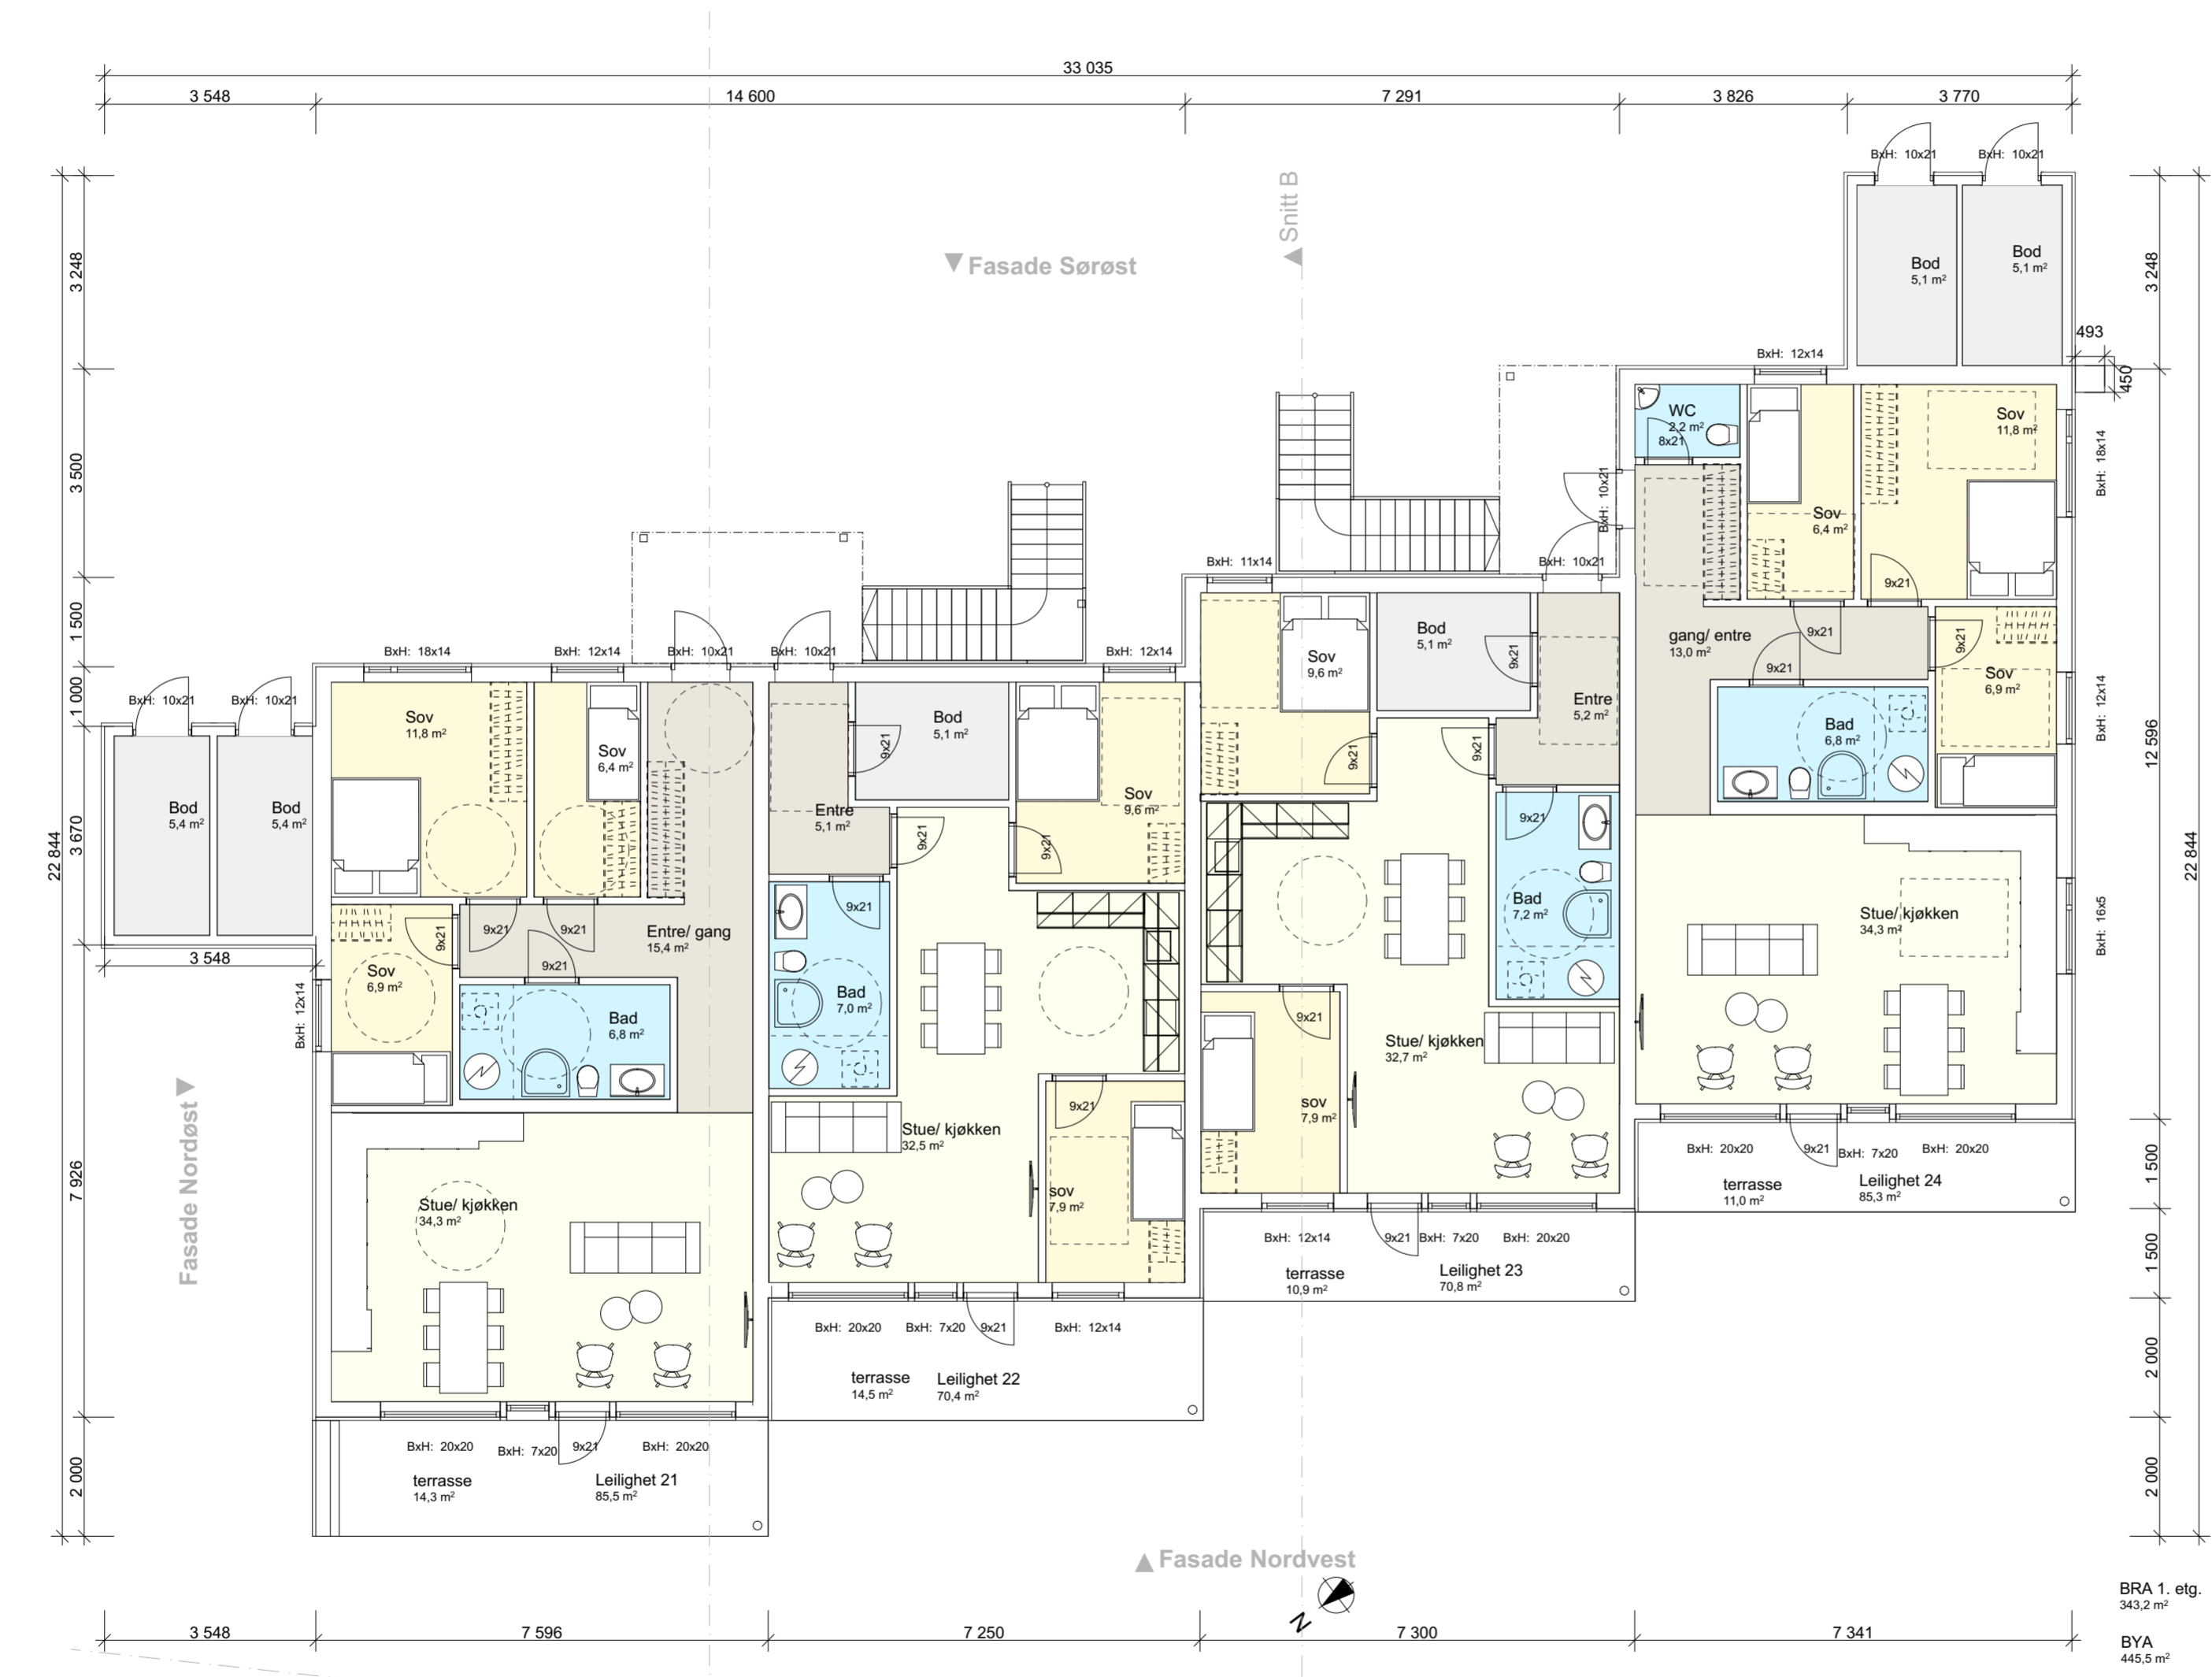 33 035
3 548
14 600
7 291
3 826
3 770
BxH: 10x21
BxH: 10x21
Snitt B
Fasade Sørøst
Bod
5,1 m²
Bod
5,1 m²
3 248
3 248
493
450
BxH: 12x14
WC
2,2 m²
8x21
Sov
11,8 m²
BxH: 18x14
3 500
BxH: 10x21
Sov
6,4 m²
BxH: 11x14
BxH: 10x21
9x21
1 500
Sov
9,6 m²
Bod
5,1 m²
9x21
gang/ entre
13,0 m²
9x21
9x21
9x21
Sov
6,9 m²
BxH: 12x14
BxH: 18x14
BxH: 12x14
BxH: 10x21
BxH: 10x21
BxH: 12x14
1 000
BxH: 10x21
BxH: 10x21
Sov
11,8 m²
Sov
6,4 m²
Bod
5,1 m²
9x21
Entre
5,2 m²
9x21
9x21
Bad
6,8 m²
12 596
Bod
5,4 m²
Bod
5,4 m²
Entre
5,1 m²
Sov
9,6 m²
9x21
9x21
9x21
22 844
3 670
22 844
9x21
9x21
9x21
9x21
9x21
Entre/ gang
15,4 m²
Bad
7,2 m²
Stue/ kjøkken
34,3 m²
BxH: 16x5
3 548
Sov
6,9 m²
BxH: 12x14
Bad
6,8 m²
Bad
7,0 m²
9x21
Stue/ kjøkken
32,7 m²
Fasade Nordøst
7 926
9x21
sov
7,9 m²
Stue/ kjøkken
32,5 m²
sov
7,9 m²
BxH: 20x20
9x21
BxH: 7x20
BxH: 20x20
terrasse
11,0 m²
Leilighet 24
85,3 m²
1 500
Stue/ kjøkken
34,3 m²
BxH: 12x14
9x21
BxH: 7x20
BxH: 20x20
terrasse
10,9 m²
Leilighet 23
70,8 m²
1 500
BxH: 20x20
BxH: 7x20
9x21
BxH: 12x14
terrasse
14,5 m²
Leilighet 22
70,4 m²
2 000
BxH: 20x20
BxH: 7x20
9x21
BxH: 20x20
terrasse
14,3 m²
Leilighet 21
85,5 m²
2 000
2 000
Fasade Nordvest
N
BRA 1. etg.
343,2 m²
3 548
7 596
7 250
7 300
7 341
BYA
445,5 m²